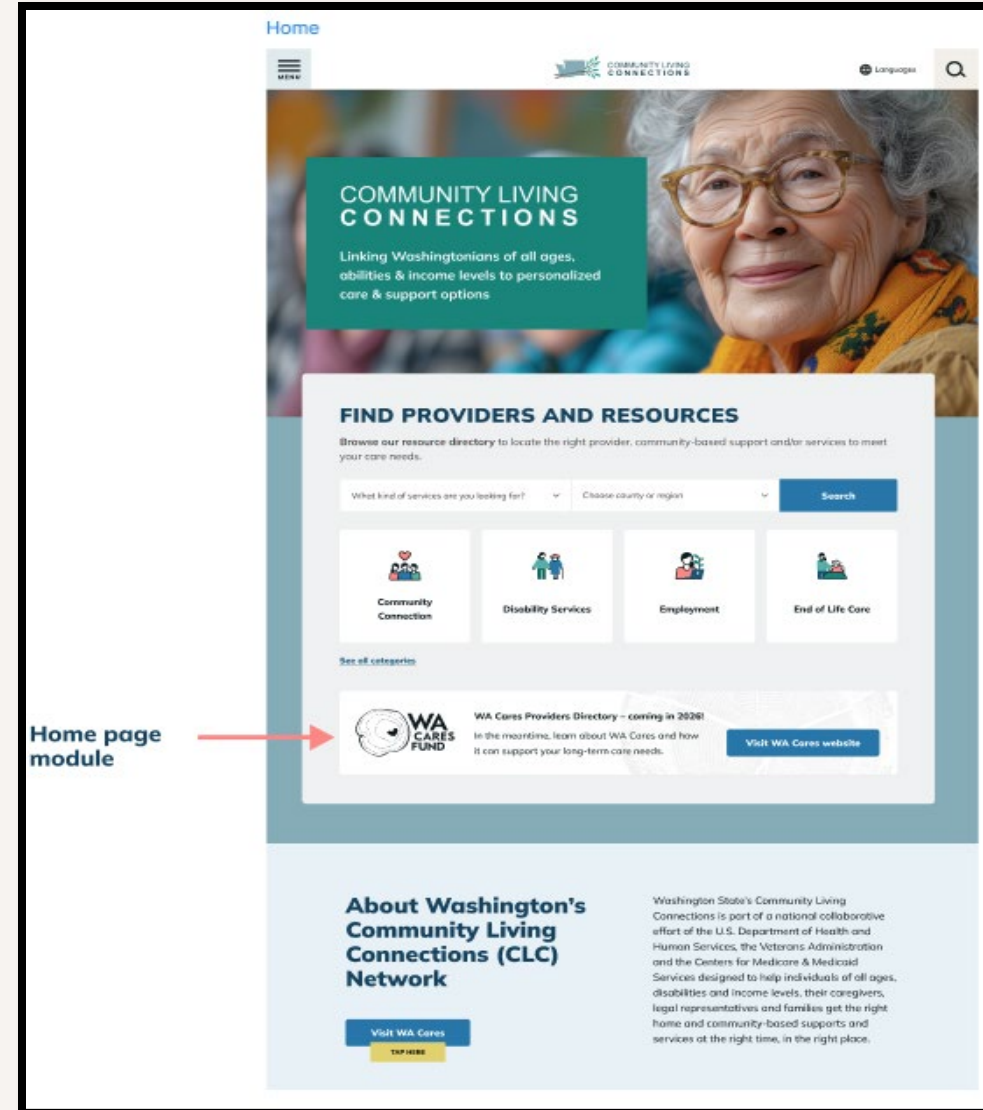 Home
MENU
COMMUNITY LIVING
CONNECTIONS
Languages
COMMUNITY LIVING
CONNECTIONS
Linking Washingtonians of all ages,
abilities & income levels to personalized
care & support options
FIND PROVIDERS AND RESOURCES
Browse our resource directory to locate the right provider, community-based support and/or services to meet
your care needs.
What kind of services are you looking for?
Choose county or region
Search
Community
Connection
Disability Services
Employment
End of Life Care
See all categories
Home page
module
WA
CARES
FUND
WA Cares Providers Directory – coming in 2026!
In the meantime, learn about WA Cares and how
it can support your long-term care needs.
Visit WA Cares website
About Washington's
Community Living
Connections (CLC)
Network
Visit WA Cares
TAP HERE
Washington State's Community Living
Connections is part of a national collaborative
effort of the U.S. Department of Health and
Human Services, the Veterans Administration
and the Centers for Medicare & Medicaid
Services designed to help individuals of all ages,
disabilities and income levels, their caregivers,
legal representatives and families get the right
home and community-based supports and
services at the right time, in the right place.